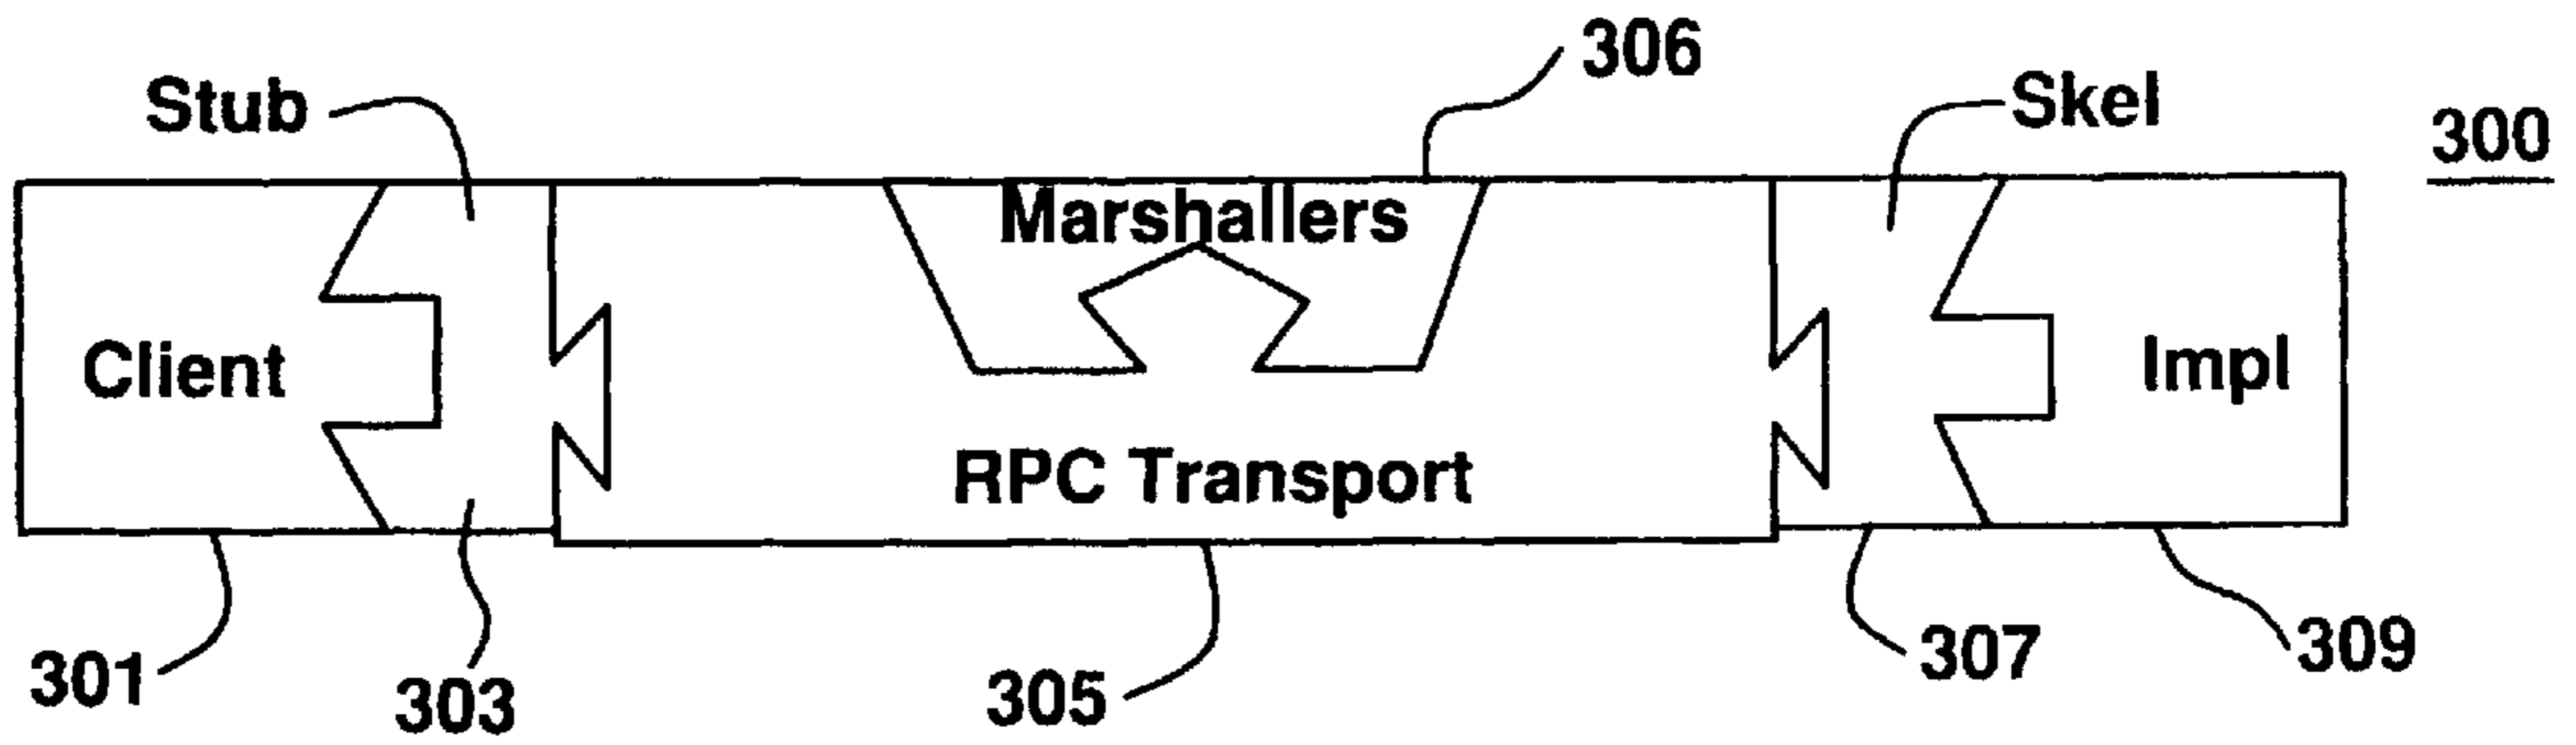 306
Stub
Skel
300
Marshallers
Client
Impl
RPC Transport
301
303
305
307
309